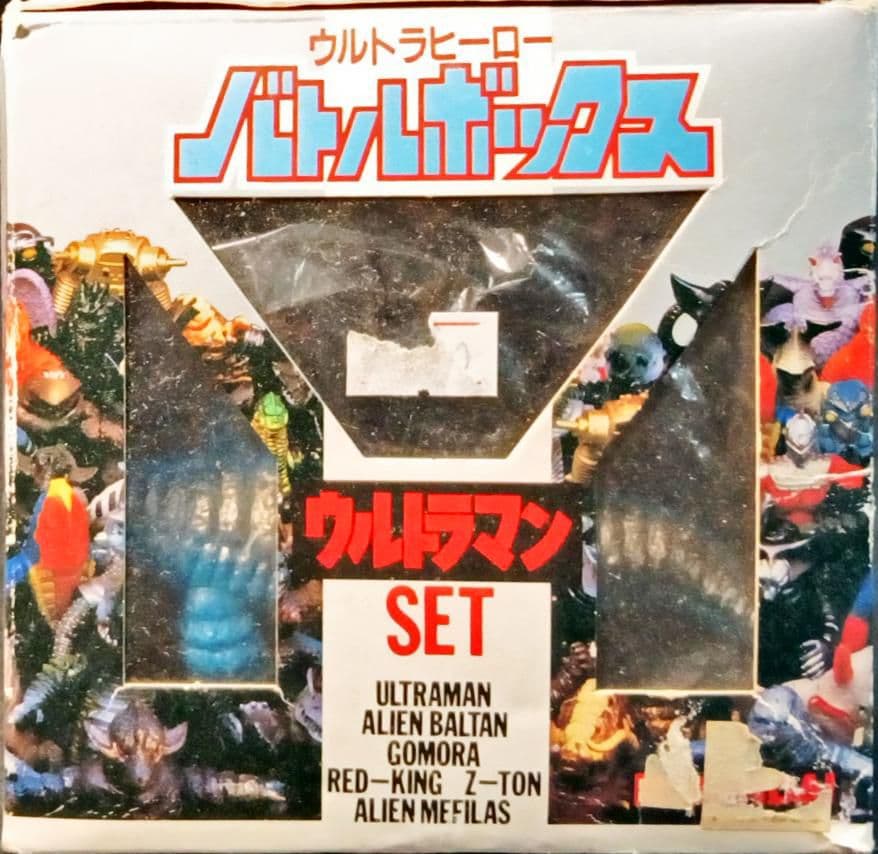 ウルトラヒーロー
バトルボックス
ウルトラマン
SET
ULTRAMAN
ALIEN BALTAN
GOMORA
RED-KING Z-TON
ALIEN MEFILAS